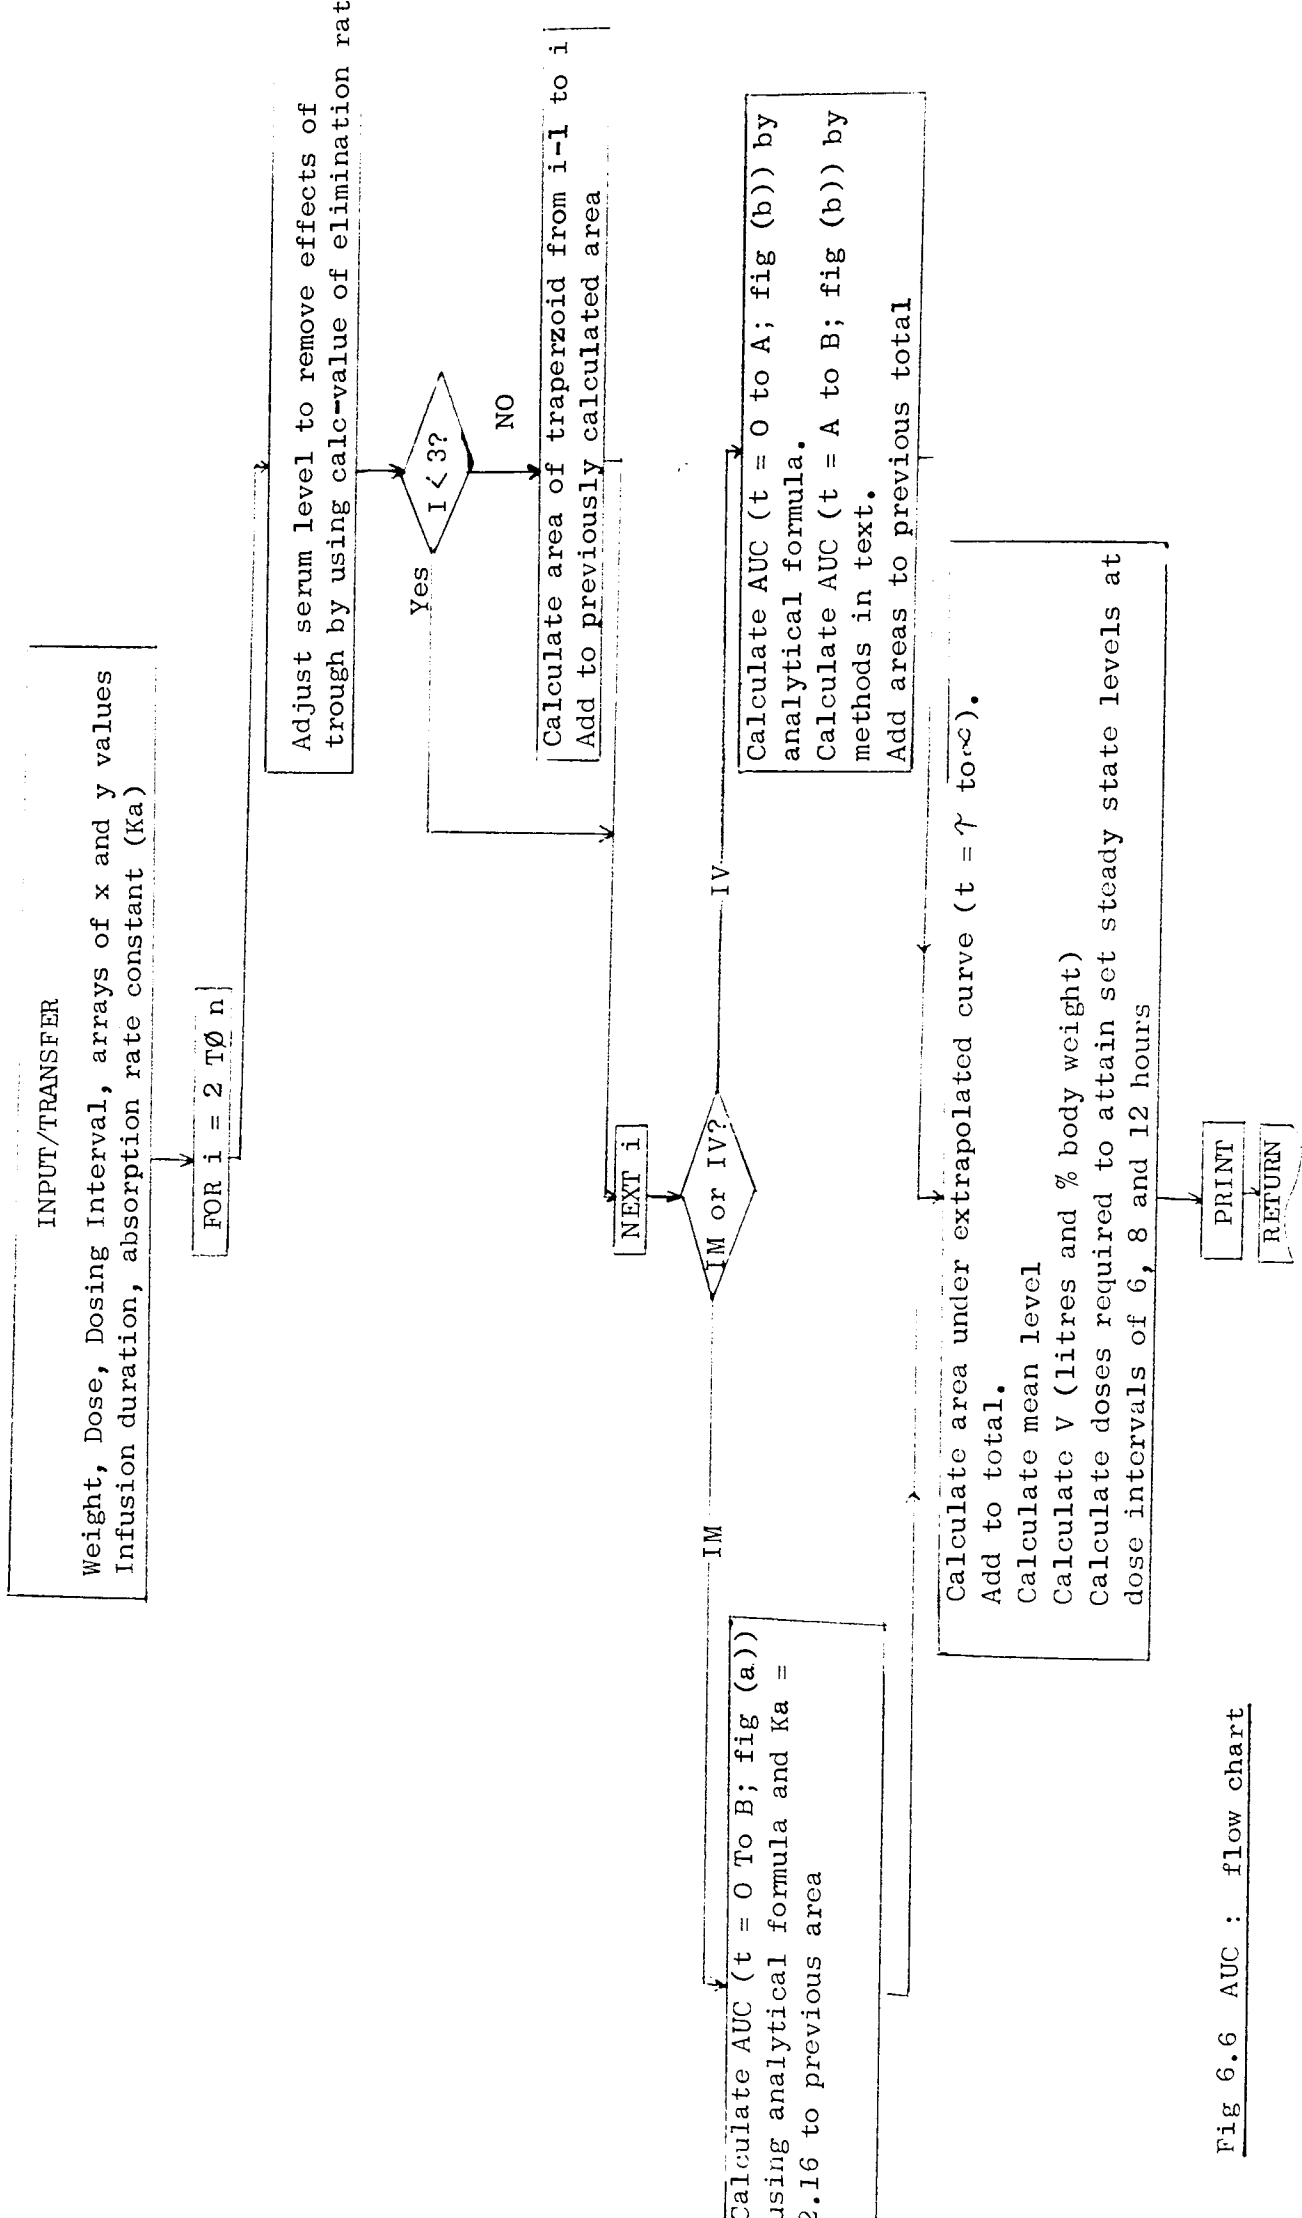 INPUT/TRANSFER
Weight, Dose, Dosing Interval, arrays of x and y values
Infusion duration, absorption rate constant (Ka)
FOR i = 2 TØ n
Adjust serum level to remove effects of
trough by using calc-value of elimination rat
I < 3?
Yes
NO
Calculate area of traperzoid from i-1 to i
Add to previously calculated area
NEXT i
IM or IV?
IM
IV
Calculate AUC (t = O To B; fig (a))
using analytical formula and Ka =
2.16 to previous area
Calculate AUC (t = O to A; fig (b)) by
analytical formula.
Calculate AUC (t = A to B; fig (b)) by
methods in text.
Add areas to previous total
Calculate area under extrapolated curve (t = τ to ∞).
Add to total.
Calculate mean level
Calculate V (litres and % body weight)
Calculate doses required to attain set steady state levels at
dose intervals of 6, 8 and 12 hours
PRINT
RETURN
Fig 6.6 AUC : flow chart